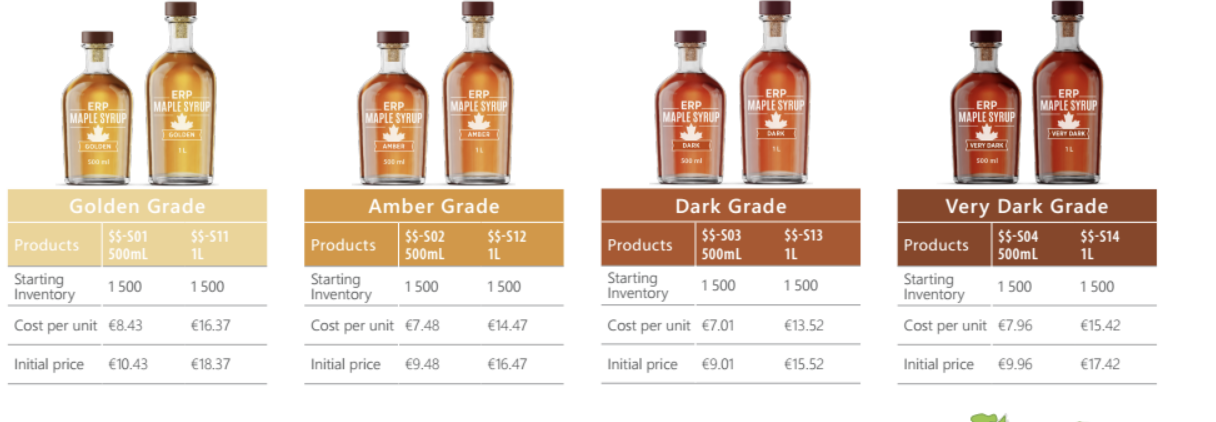 ERP
MAPLE SYRUP
GOLDEN
500 ml
ERP
MAPLE SYRUP
GOLDEN
1 L
ERP
MAPLE SYRUP
AMBER
500 ml
ERP
MAPLE SYRUP
AMBER
1 L
ERP
MAPLE SYRUP
DARK
500 ml
ERP
MAPLE SYRUP
DARK
1 L
ERP
MAPLE SYRUP
VERY DARK
500 ml
ERP
MAPLE SYRUP
VERY DARK
1 L
Golden Grade
Products $$-S01 500mL $$-S11 1L
Starting Inventory 1 500 1 500
Cost per unit €8.43 €16.37
Initial price €10.43 €18.37
Amber Grade
Products $$-S02 500mL $$-S12 1L
Starting Inventory 1 500 1 500
Cost per unit €7.48 €14.47
Initial price €9.48 €16.47
Dark Grade
Products $$-S03 500mL $$-S13 1L
Starting Inventory 1 500 1 500
Cost per unit €7.01 €13.52
Initial price €9.01 €15.52
Very Dark Grade
Products $$-S04 500mL $$-S14 1L
Starting Inventory 1 500 1 500
Cost per unit €7.96 €15.42
Initial price €9.96 €17.42